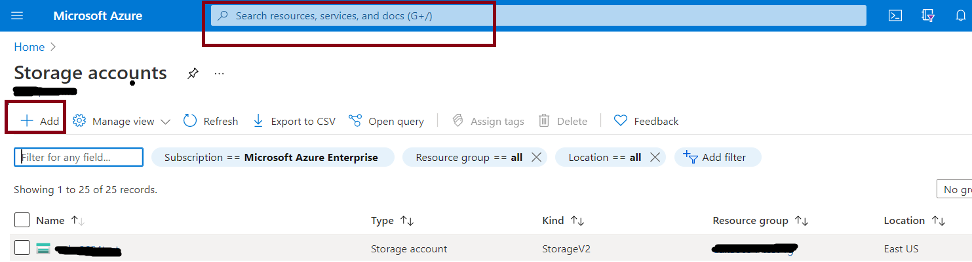 Microsoft Azure Search resources, services, and docs (G+/)
Home
Storage accounts
Add Manage view Refresh Export to CSV Open query Assign tags Delete Feedback
Filter for any field... Subscription == Microsoft Azure Enterprise Resource group == all Location == all Add filter
Showing 1 to 25 of 25 records. No gr
Name Type Kind Resource group Location
Storage account StorageV2 East US